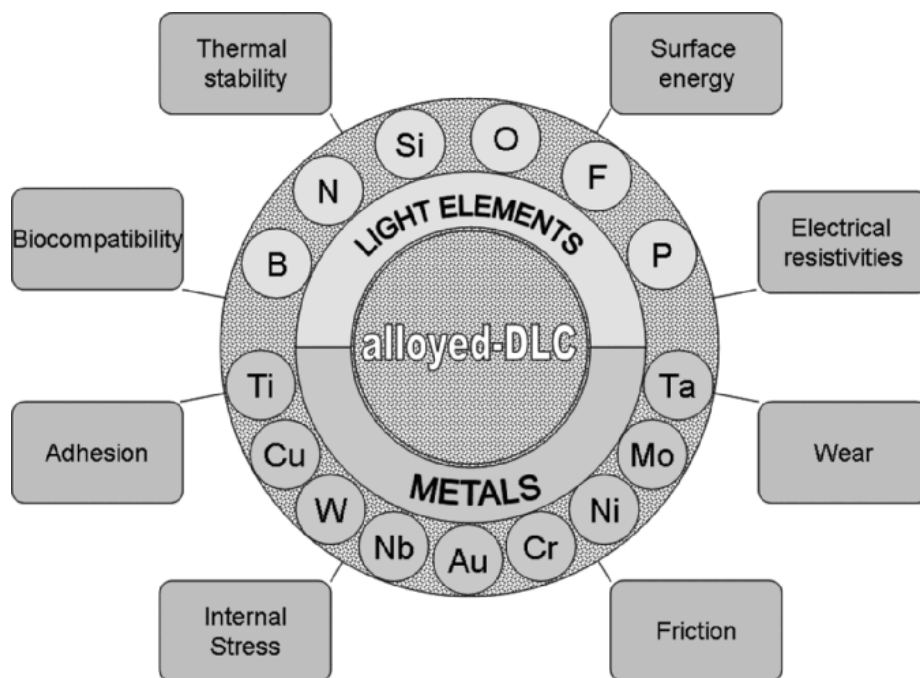 Thermal
stability
Surface
energy
Si
O
N
F
LIGHT ELEMENTS
Biocompatibility
B
P
Electrical
resistivities
alloyed-DLC
Ti
Ta
Adhesion
Cu
Mo
Wear
METALS
W
Ni
Nb
Au
Cr
Internal
Stress
Friction